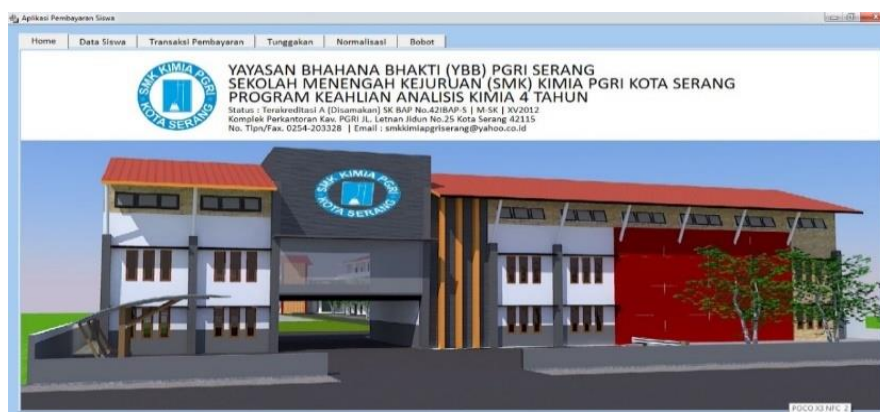 Aplikasi Pembayaran Siswa
Home Data Siswa Transaksi Pembayaran Tunggakan Normalisasi Bobot
SMK KIMIA PGRI
KOTA SERANG
YAYASAN BHAHANA BHAKTI (YBB) PGRI SERANG
SEKOLAH MENENGAH KEJURUAN (SMK) KIMIA PGRI KOTA SERANG
PROGRAM KEAHLIAN ANALISIS KIMIA 4 TAHUN
Status : Terakreditasi A (Disamakan) SK BAP No.42IBAP-S | M-SK | XV2012
Komplek Perkantoran Kav. PGRI JL. Letnan Jidun No.25 Kota Serang 42115
No. Tlpn/Fax. 0254-203328 | Email : smkkimiapgriserang@yahoo.co.id
SMK KIMIA PGRI
KOTA SERANG
POCO X3 NFC_2